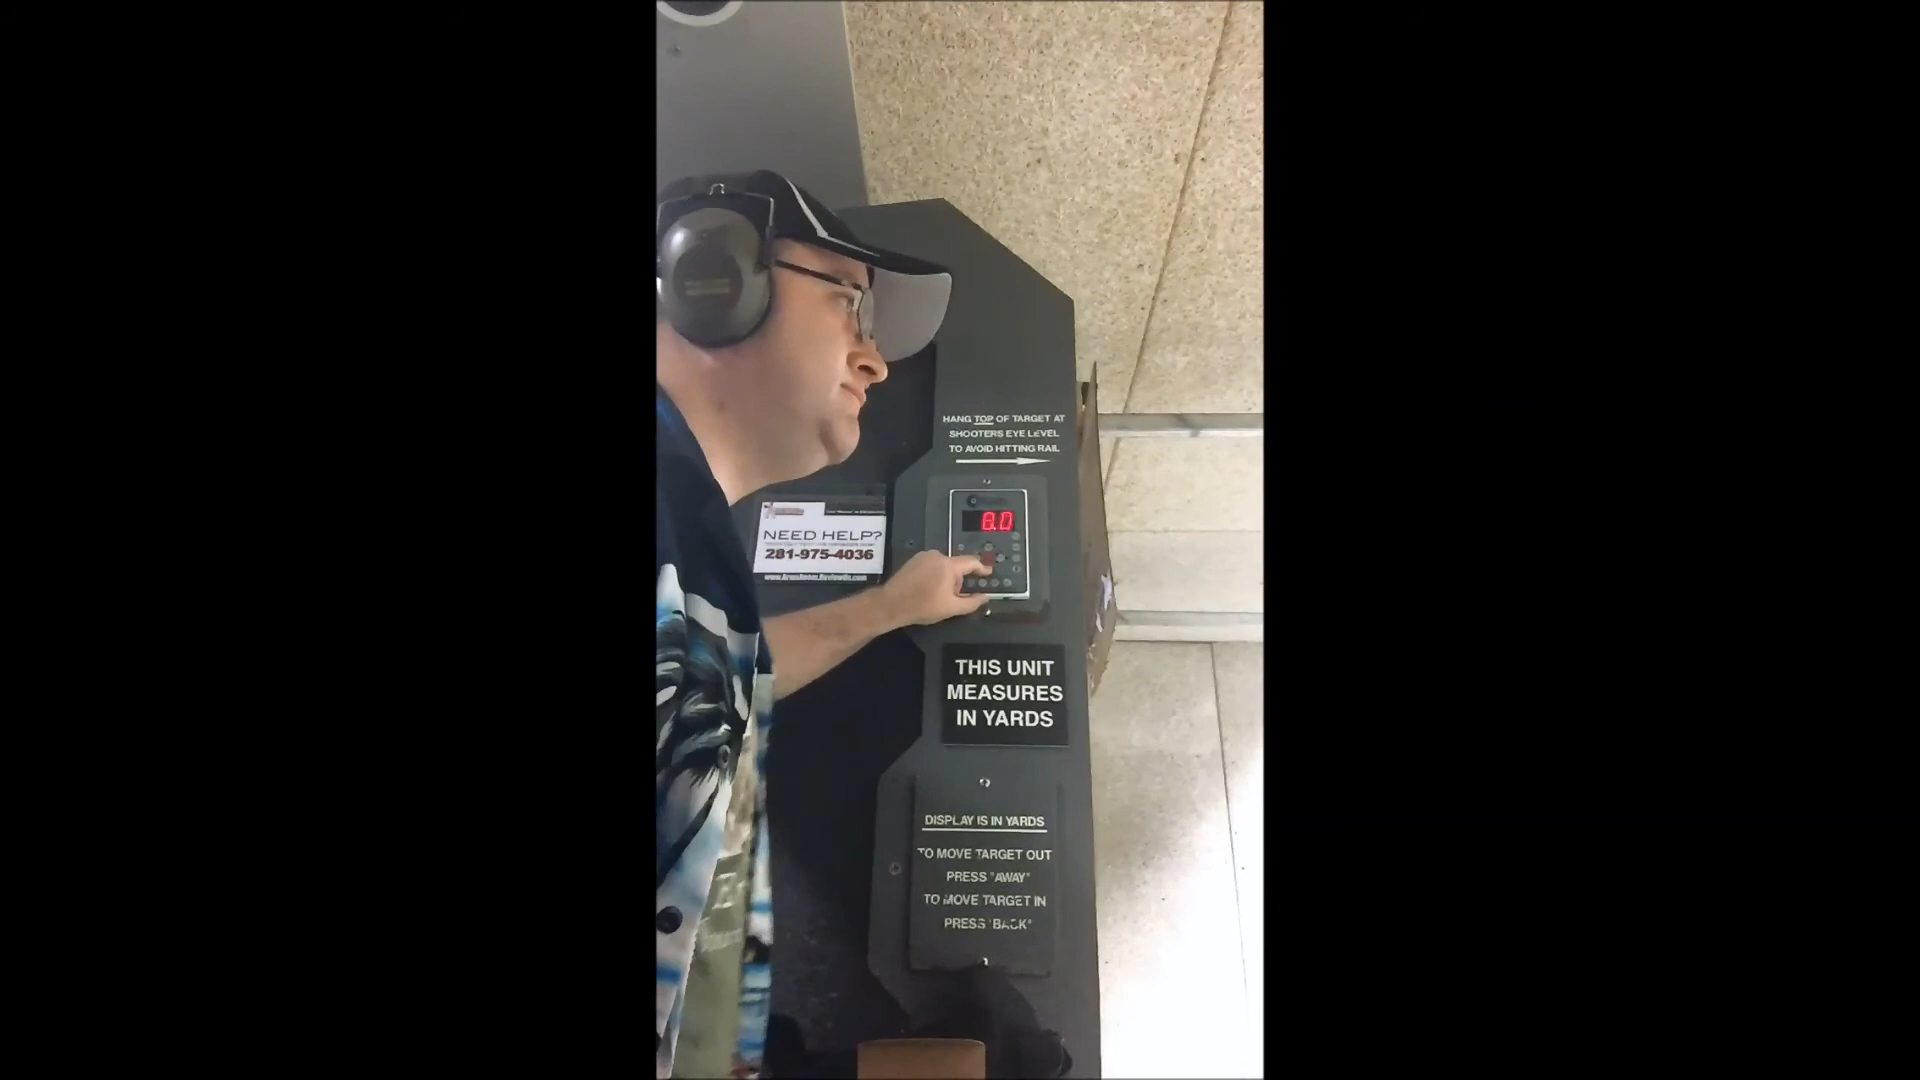 HANG TOP OF TARGET AT
SHOOTERS EYE LEVEL
TO AVOID HITTING RAIL
8.0
NEED HELP?
281-975-4036
THIS UNIT
MEASURES
IN YARDS
DISPLAY IS IN YARDS
TO MOVE TARGET OUT
PRESS "AWAY"
TO MOVE TARGET IN
PRESS "BACK"